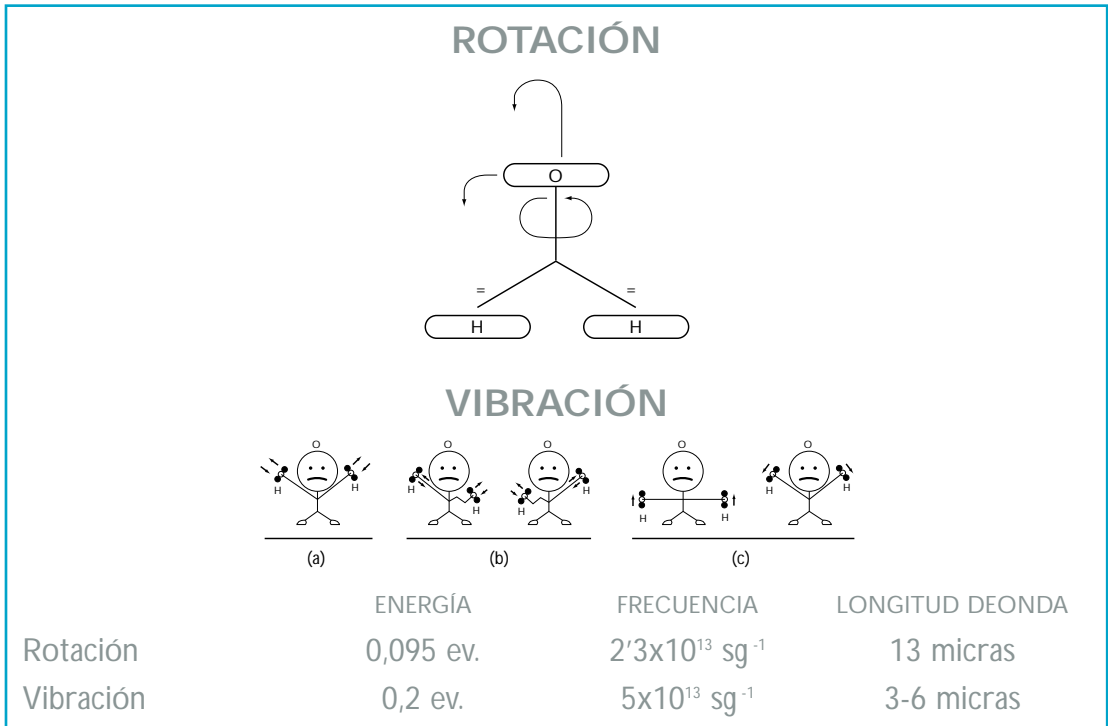 ROTACIÓN
O
= =
H H
VIBRACIÓN
O O O O O
H H H H H H H H H H
(a) (b) (c)
ENERGÍA FRECUENCIA LONGITUD DEONDA
Rotación 0,095 ev. 2'3x10¹³ sg⁻¹ 13 micras
Vibración 0,2 ev. 5x10¹³ sg⁻¹ 3-6 micras